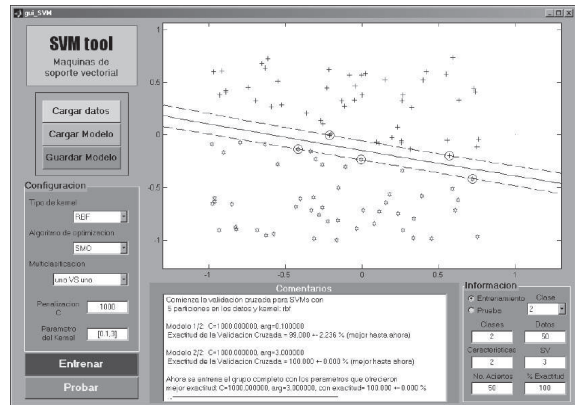 gui_SVM
SVM tool
Maquinas de
soporte vectorial
Cargar datos
Cargar Modelo
Guardar Modelo
Configuracion
Tipo de kernel
RBF
Algoritmo de optimizacion
SMO
Multiclasificacion
uno VS uno
Penalizacion
C
1000
Parametro
del Kernel
[0.1,3]
Entrenar
Probar
1
0.5
0
-0.5
-1
-1
-0.5
0
0.5
1
Comentarios
Comienza la validacion cruzada para SVMs con
5 particiones en los datos y kernel: rbf
Modelo 1/2: C=1000.000000, arg=0.100000
Exactitud de la Validacion Cruzada = 99.000 +- 2.236 % (mejor hasta ahora)
Modelo 2/2: C=1000.000000, arg=3.000000
Exactitud de la Validacion Cruzada = 100.000 +- 0.000 % (mejor hasta ahora)
Ahora se entrena el grupo completo con los parametros que ofrecieron
mejor exactitud: C=1000.000000, arg=3.000000, con exactitud= 100.000 +- 0.000 %
Informacion
Entrenamiento
Clase
Prueba
2
Clases
Datos
2
50
Caracteristicas
SV
2
3
No. Aciertos
% Exactitud
50
100